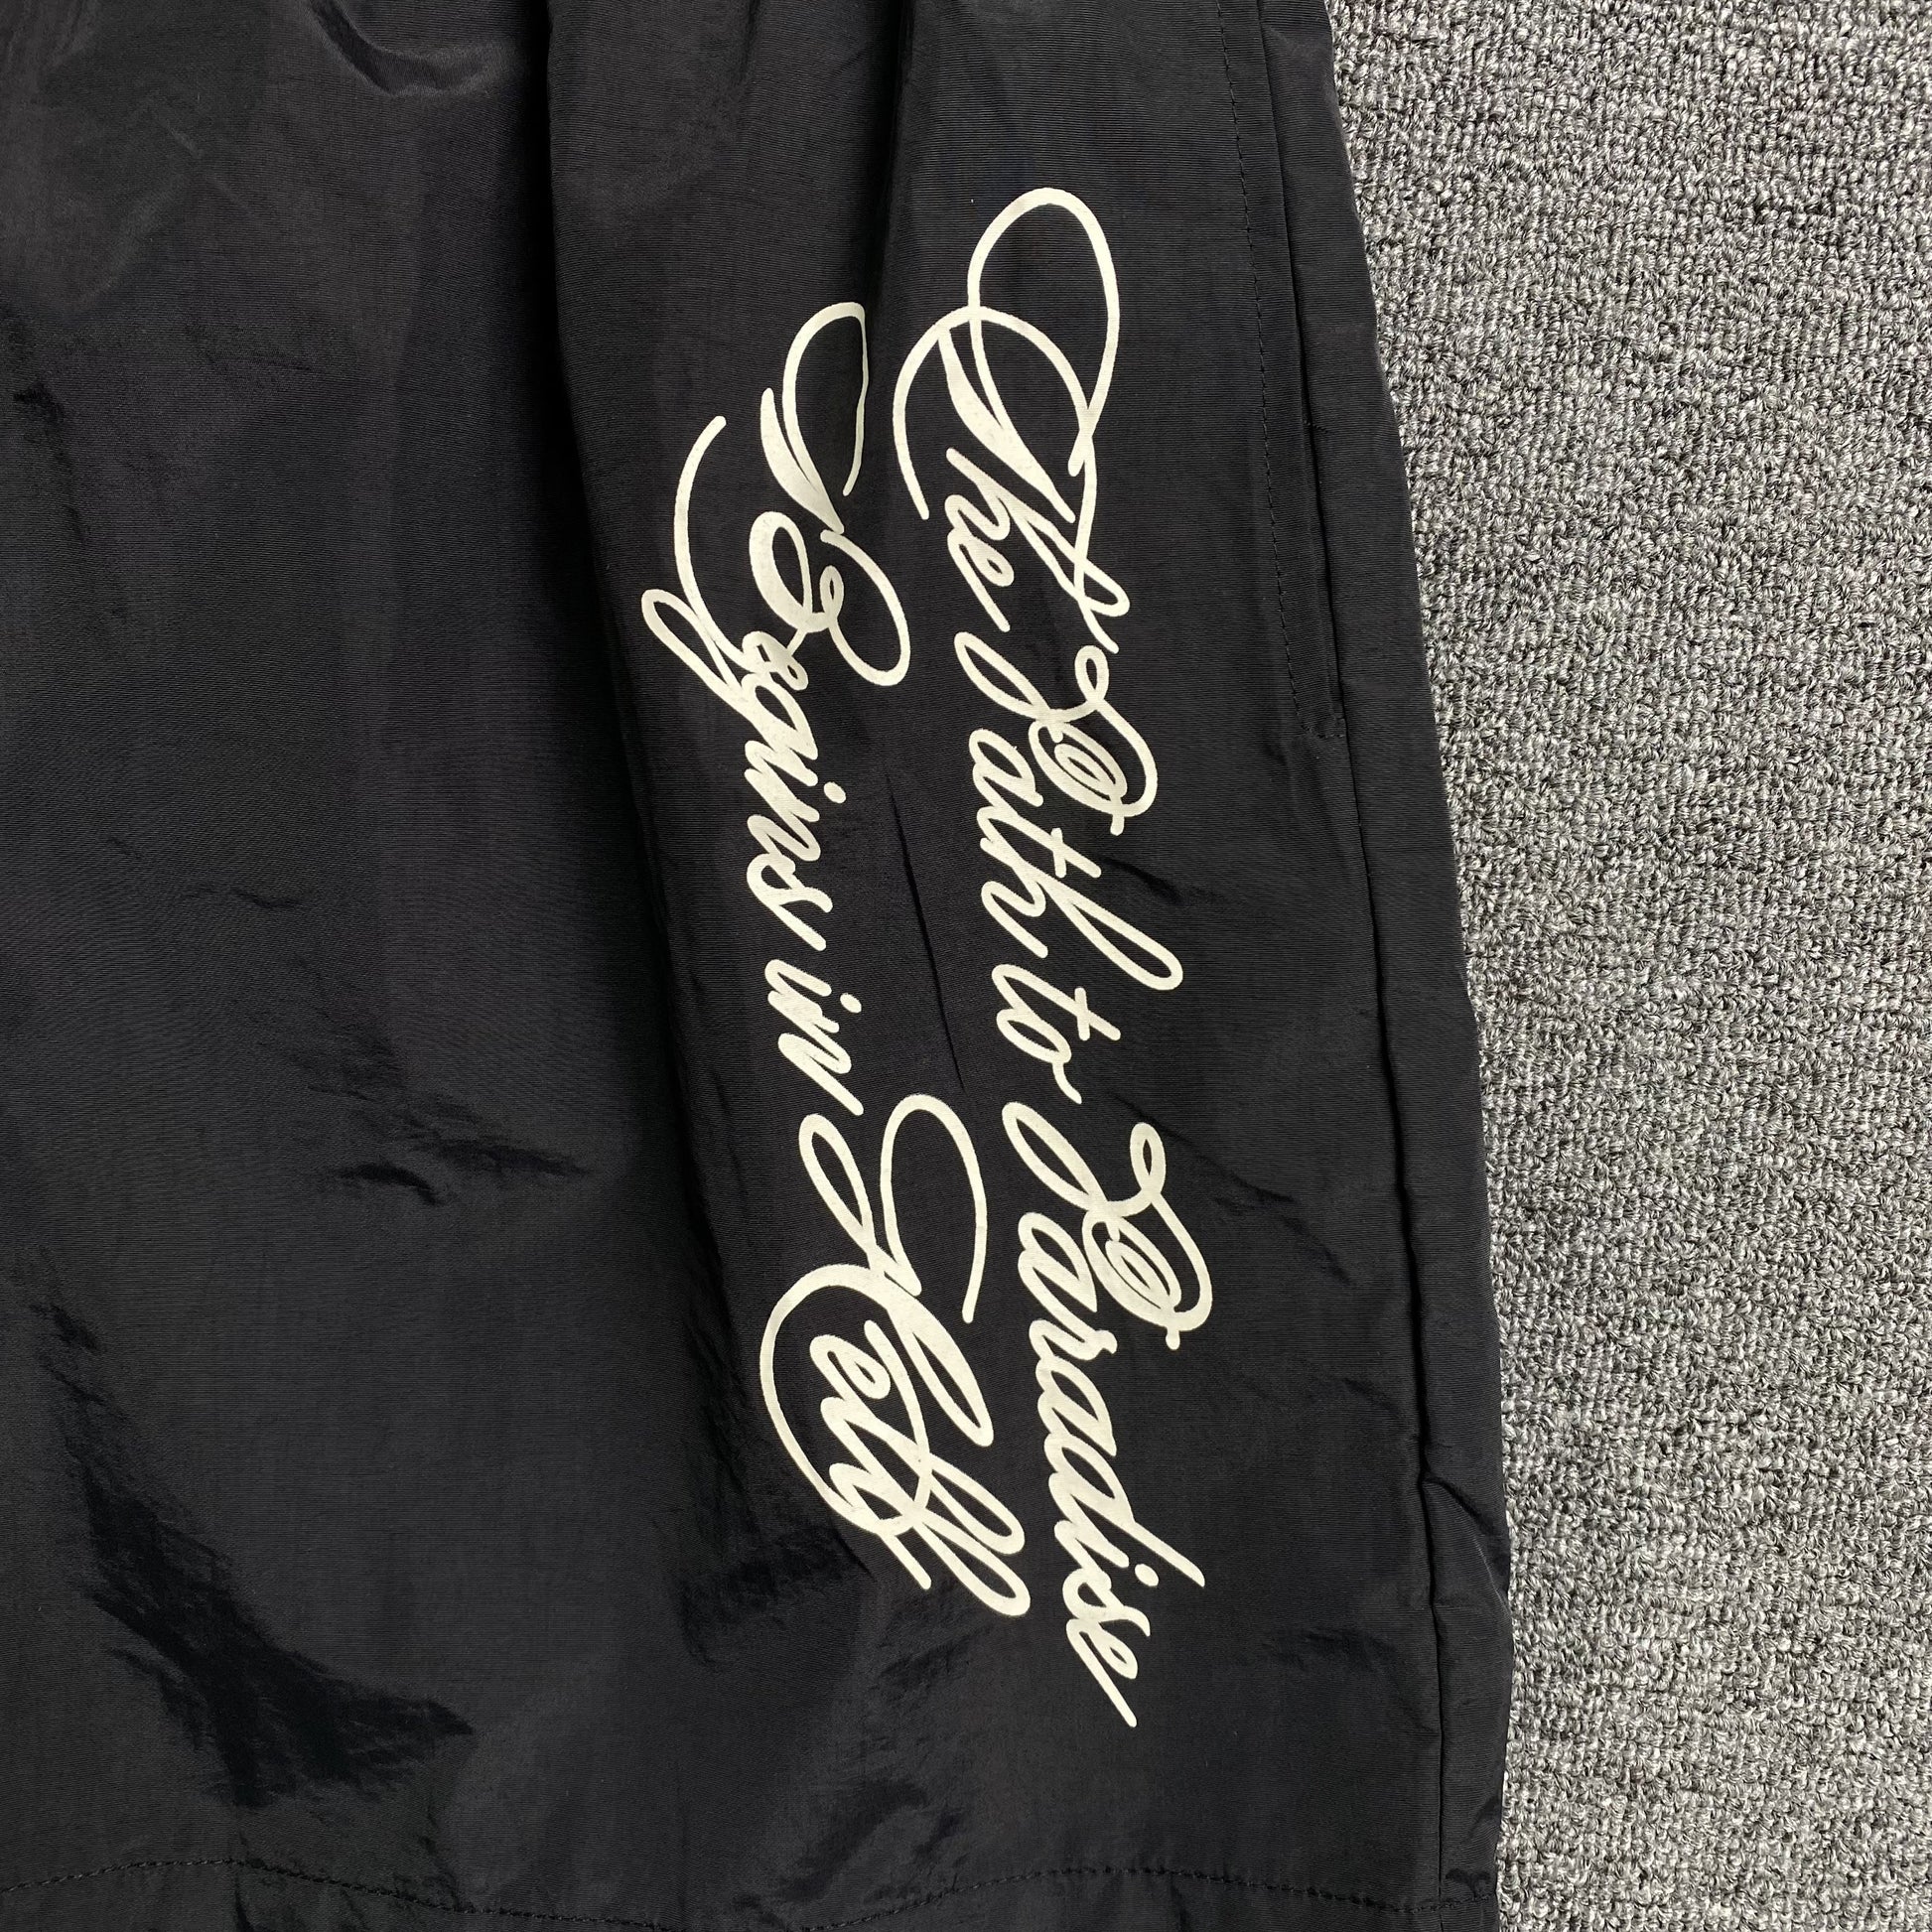 The Path to Paradise
Begins in Hell